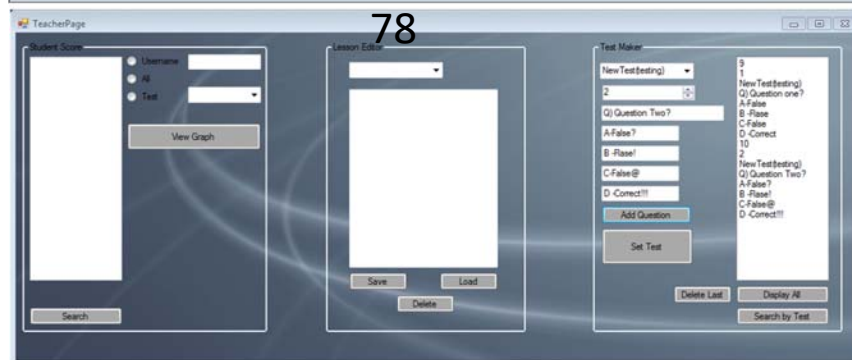 78
TeacherPage
Student Score
Username
All
Test
View Graph
Search
Lesson Editor
Save
Load
Delete
Test Maker
NewTest(testing)
2
Q) Question Two?
A-False?
B -Flase!
C-False@
D -Correct!!!
Add Question
Set Test
9
1
NewTest(testing)
Q) Question one?
A-False
B -Flase
C-False
D -Correct
10
2
NewTest(testing)
Q) Question Two?
A-False?
B -Flase!
C-False@
D -Correct!!!
Delete Last
Display All
Search by Test